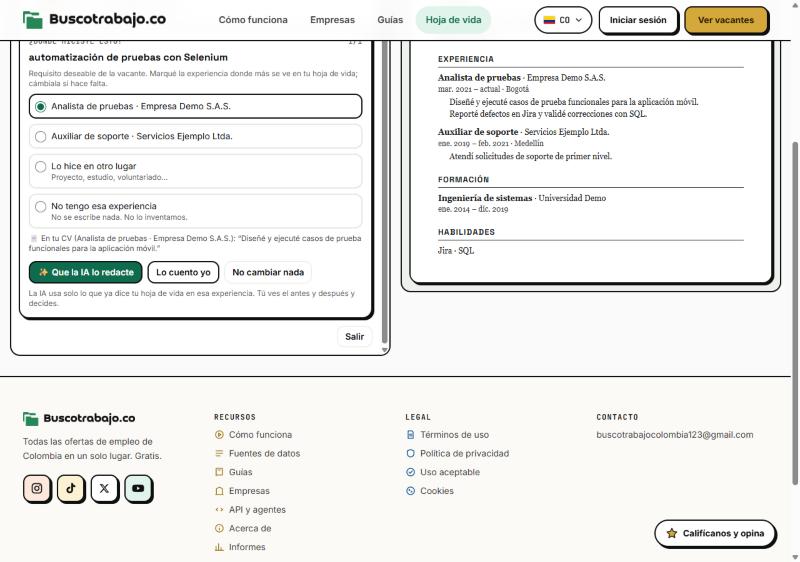 Buscotrabajo.co
Cómo funciona
Empresas
Guías
Hoja de vida
CO
Iniciar sesión
Ver vacantes
¿DÓNDE HICISTE ESTO?
1/1
automatización de pruebas con Selenium
Requisito deseable de la vacante. Marqué la experiencia donde más se ve en tu hoja de vida;
cámbiala si hace falta.
Analista de pruebas · Empresa Demo S.A.S.
Auxiliar de soporte · Servicios Ejemplo Ltda.
Lo hice en otro lugar
Proyecto, estudio, voluntariado...
No tengo esa experiencia
No se escribe nada. No lo inventamos.
En tu CV (Analista de pruebas · Empresa Demo S.A.S.): “Diseñé y ejecuté casos de prueba
funcionales para la aplicación móvil.”
Que la IA lo redacte
Lo cuento yo
No cambiar nada
La IA usa solo lo que ya dice tu hoja de vida en esa experiencia. Tú ves el antes y después y
decides.
Salir
EXPERIENCIA
Analista de pruebas · Empresa Demo S.A.S.
mar. 2021 – actual · Bogotá
Diseñé y ejecuté casos de prueba funcionales para la aplicación móvil.
Reporté defectos en Jira y validé correcciones con SQL.
Auxiliar de soporte · Servicios Ejemplo Ltda.
ene. 2019 – feb. 2021 · Medellín
Atendí solicitudes de soporte de primer nivel.
FORMACIÓN
Ingeniería de sistemas · Universidad Demo
ene. 2014 – dic. 2019
HABILIDADES
Jira · SQL
Buscotrabajo.co
Todas las ofertas de empleo de
Colombia en un solo lugar. Gratis.
RECURSOS
Cómo funciona
Fuentes de datos
Guías
Empresas
API y agentes
Acerca de
Informes
LEGAL
Términos de uso
Política de privacidad
Uso aceptable
Cookies
CONTACTO
buscotrabajocolombia123@gmail.com
Califícanos y opina